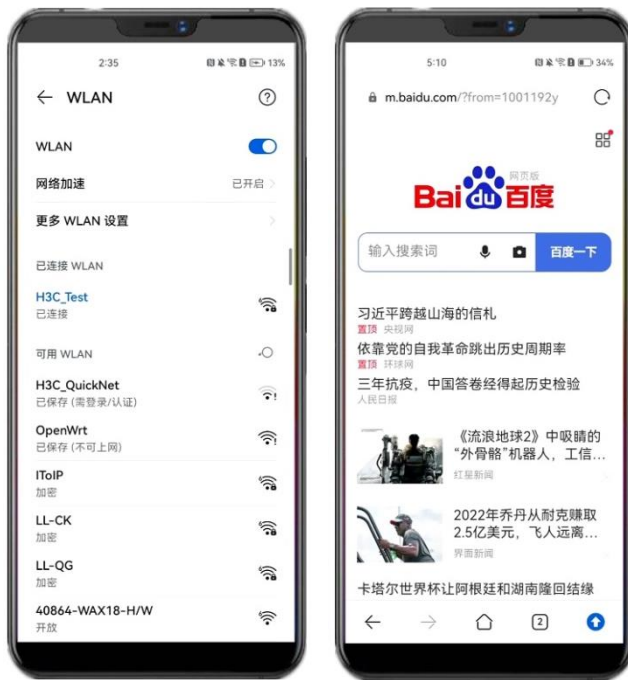 2:35
13%
WLAN
WLAN
网络加速
已开启
更多 WLAN 设置
已连接 WLAN
H3C_Test
已连接
可用 WLAN
H3C_QuickNet
已保存 (需登录/认证)
OpenWrt
已保存 (不可上网)
IToIP
加密
LL-CK
加密
LL-QG
加密
40864-WAX18-H/W
开放
5:10
34%
m.baidu.com/?from=1001192y
网页版
Bai du 百度
输入搜索词
百度一下
习近平跨越山海的信札
置顶 央视网
依靠党的自我革命跳出历史周期率
置顶 环球网
三年抗疫，中国答卷经得起历史检验
人民日报
《流浪地球2》中吸睛的
“外骨骼”机器人，工信...
红星新闻
2022年乔丹从耐克赚取
2.5亿美元，飞人远离...
界面新闻
卡塔尔世界杯让阿根廷和湖南隆回结缘
2